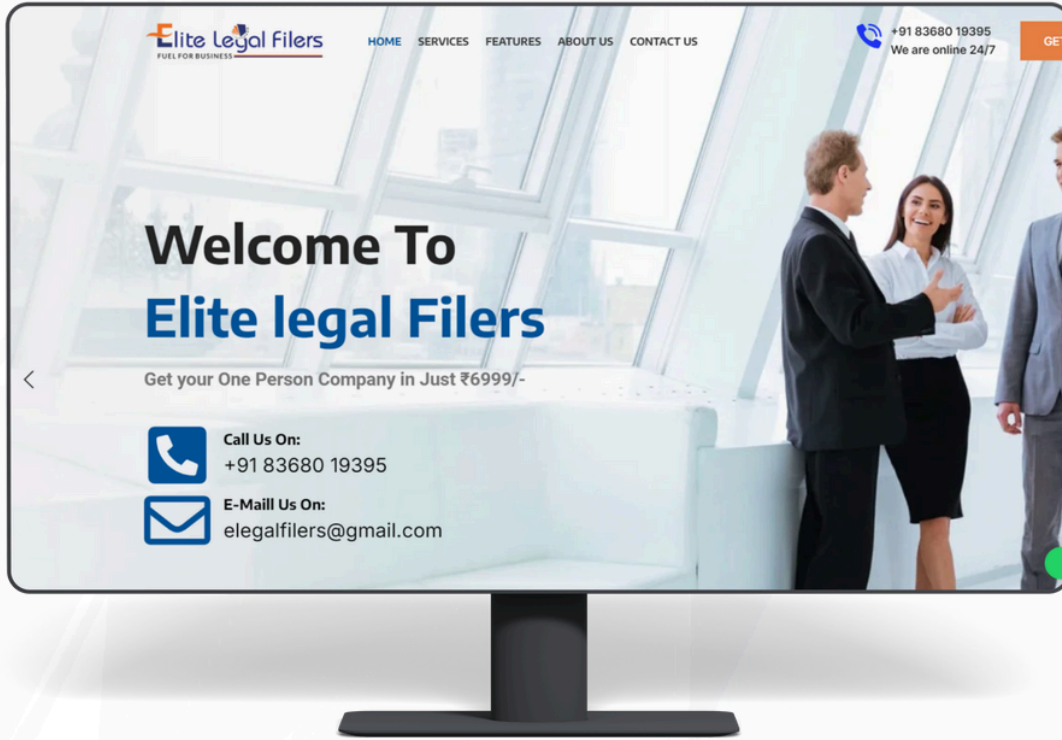 Elite Legal Filers
FUEL FOR BUSINESS
HOME SERVICES FEATURES ABOUT US CONTACT US
+91 83680 19395
We are online 24/7
GET
Welcome To
Elite legal Filers
Get your One Person Company in Just ₹6999/-
Call Us On:
+91 83680 19395
E-Maill Us On:
elegalfilers@gmail.com